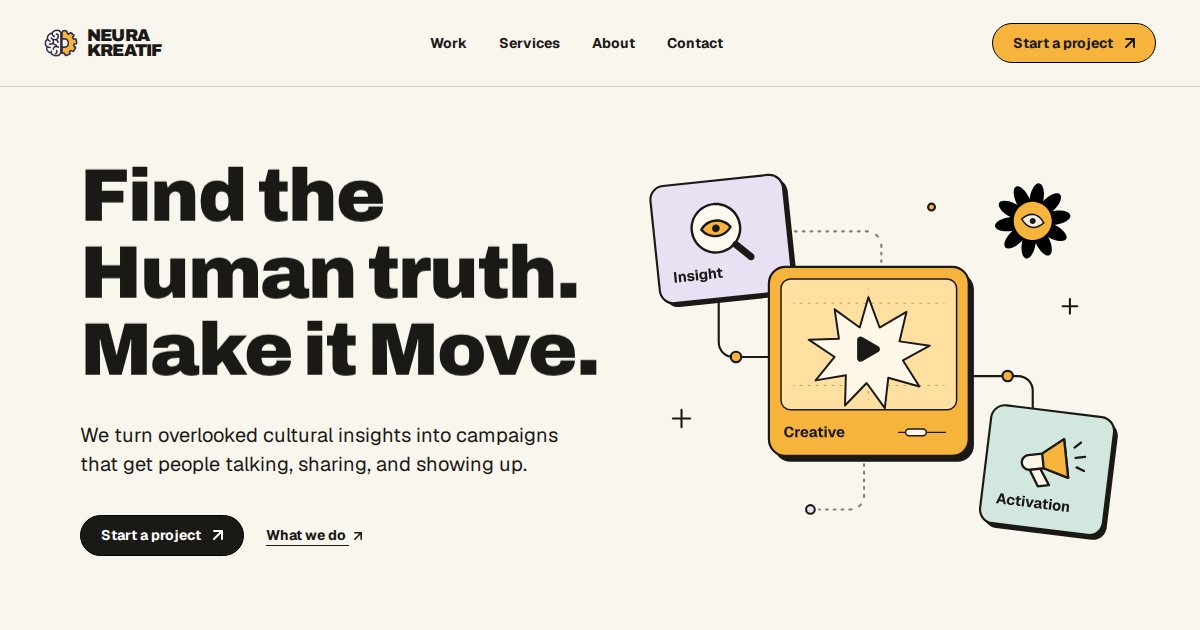 NEURA
KREATIF
Work
Services
About
Contact
Start a project
Find the
Human truth.
Make it Move.
We turn overlooked cultural insights into campaigns
that get people talking, sharing, and showing up.
Start a project
What we do
Insight
Creative
Activation